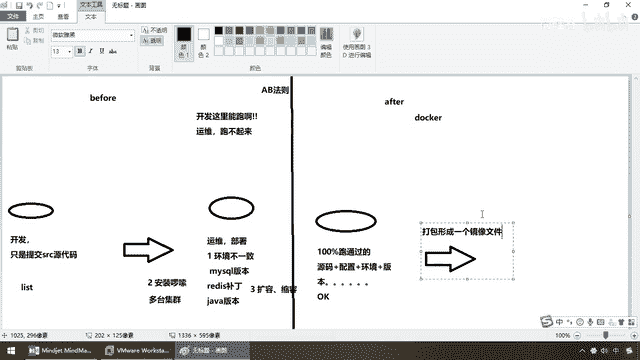 文本工具
无标题 - 画图
文件
主页
查看
文本
粘贴
剪切
复制
剪贴板
微软雅黑
13
B
I
U
abc
字体
不透明
透明
背景
颜色 1
颜色 2
颜色
编辑颜色
使用画图 3D 进行编辑
before
AB法则
after
docker
开发这里能跑啊!!
运维,跑不起来
开发,
只是提交src源代码
list
2 安装啰嗦
多台集群
运维,部署
1 环境不一致
mysql版本
redis补丁
java版本
3 扩容、缩容
100%跑通过的
源码+配置+环境+版
本。。。。。。
OK
打包形成一个镜像文件
1025, 296像素
202 × 125像素
1336 × 595像素
100%
中
Mindjet MindMa...
VMware Worksta...
无标题 - 画图
中